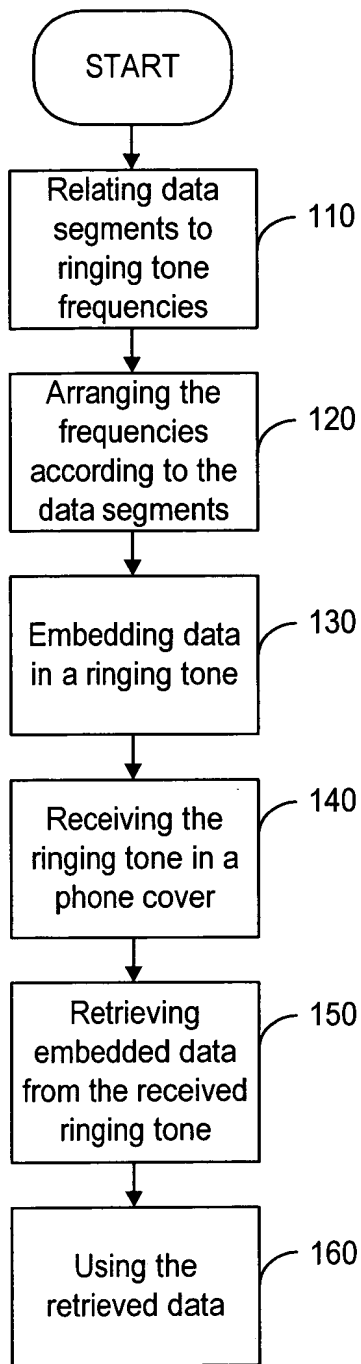 START
Relating data
segments to
ringing tone
frequencies
110
Arranging the
frequencies
according to the
data segments
120
Embedding data
in a ringing tone
130
Receiving the
ringing tone in a
phone cover
140
Retrieving
embedded data
from the received
ringing tone
150
Using the
retrieved data
160